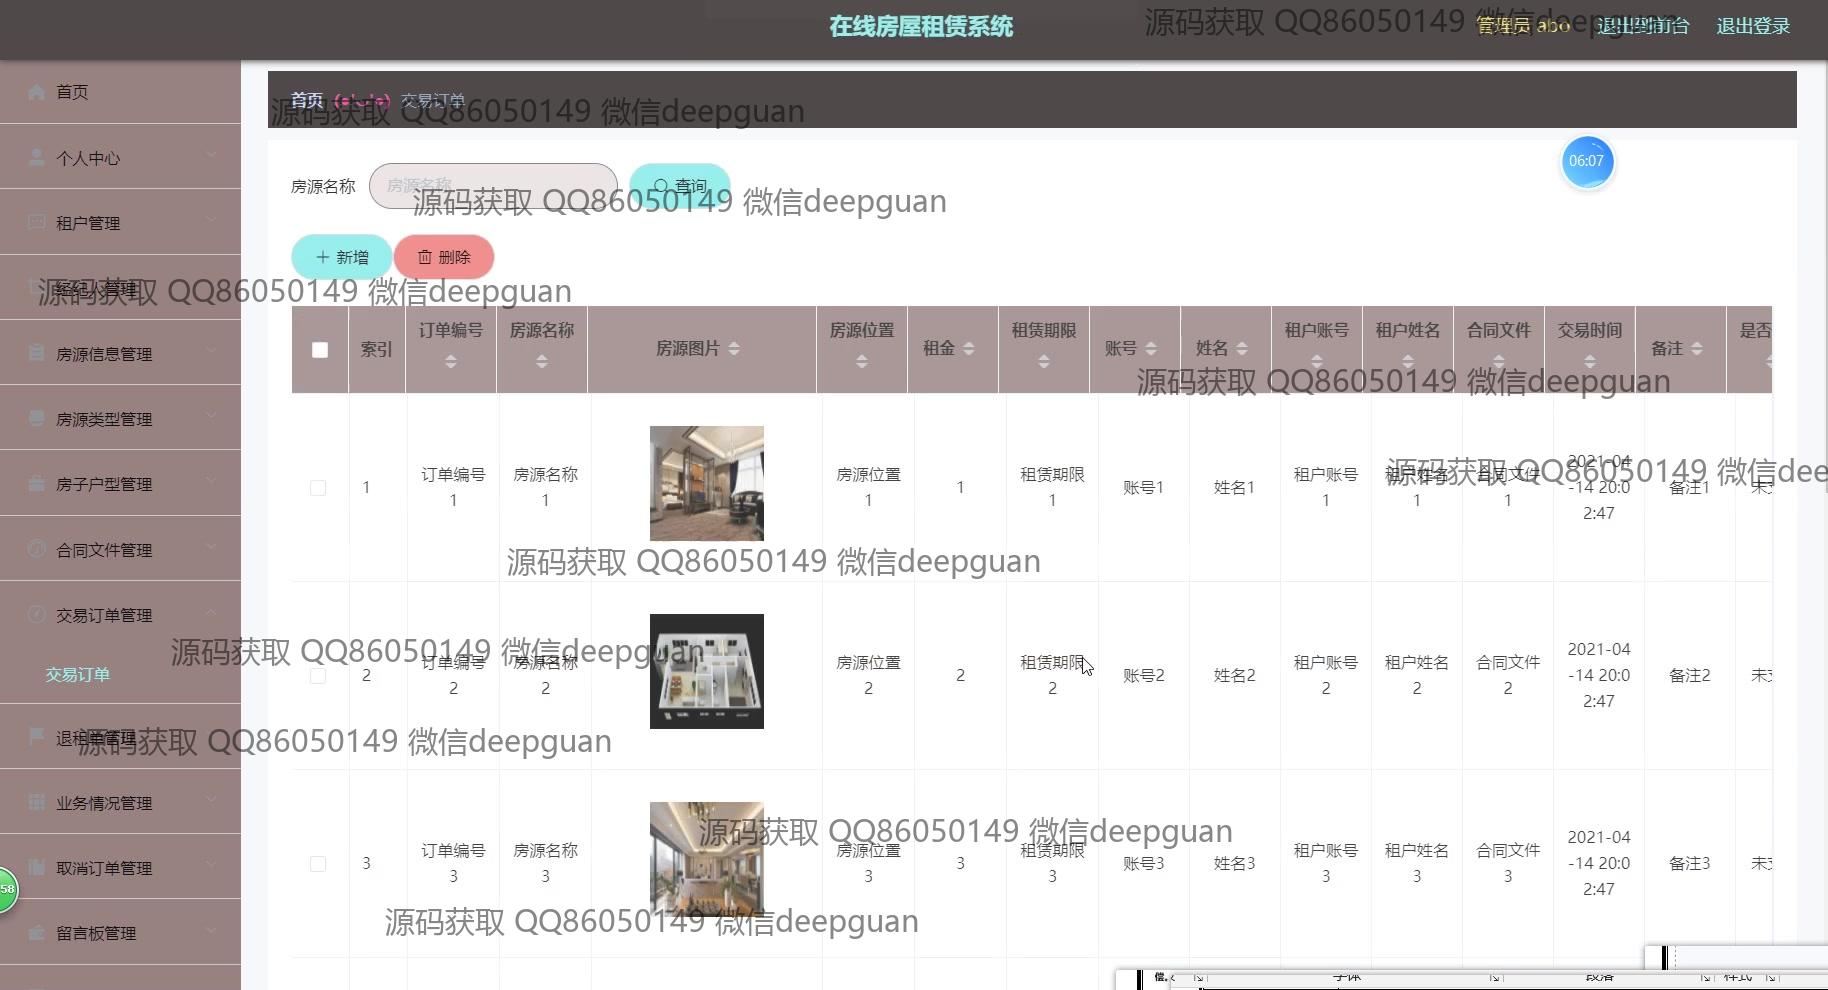 在线房屋租赁系统
源码获取 QQ86050149 微信deepguan
管理员 abo 退出到前台 退出登录
首页 (●'◡'●) 交易订单
源码获取 QQ86050149 微信deepguan
06:07
房源名称 房源名称 查询
源码获取 QQ86050149 微信deepguan
新增 删除
源码获取 QQ86050149 微信deepguan
首页
个人中心
租户管理
经纪人管理
房源信息管理
房源类型管理
房子户型管理
合同文件管理
交易订单管理
交易订单
退租单管理
业务情况管理
取消订单管理
留言板管理
58
索引 订单编号 房源名称 房源图片 房源位置 租金 租赁期限 账号 姓名 租户账号 租户姓名 合同文件 交易时间 备注 是否
源码获取 QQ86050149 微信deepguan
1 订单编号1 房源名称1 房源位置1 1 租赁期限1 账号1 姓名1 租户账号1 租户姓名1 合同文件1 2021-04-14 20:02:47 备注1 未
源码获取 QQ86050149 微信dee
源码获取 QQ86050149 微信deepguan
2 订单编号2 房源名称2 房源位置2 2 租赁期限2 账号2 姓名2 租户账号2 租户姓名2 合同文件2 2021-04-14 20:02:47 备注2 未
源码获取 QQ86050149 微信deepguan
源码获取 QQ86050149 微信deepguan
3 订单编号3 房源名称3 房源位置3 3 租赁期限3 账号3 姓名3 租户账号3 租户姓名3 合同文件3 2021-04-14 20:02:47 备注3 未
源码获取 QQ86050149 微信deepguan
源码获取 QQ86050149 微信deepguan
字体 段落 样式